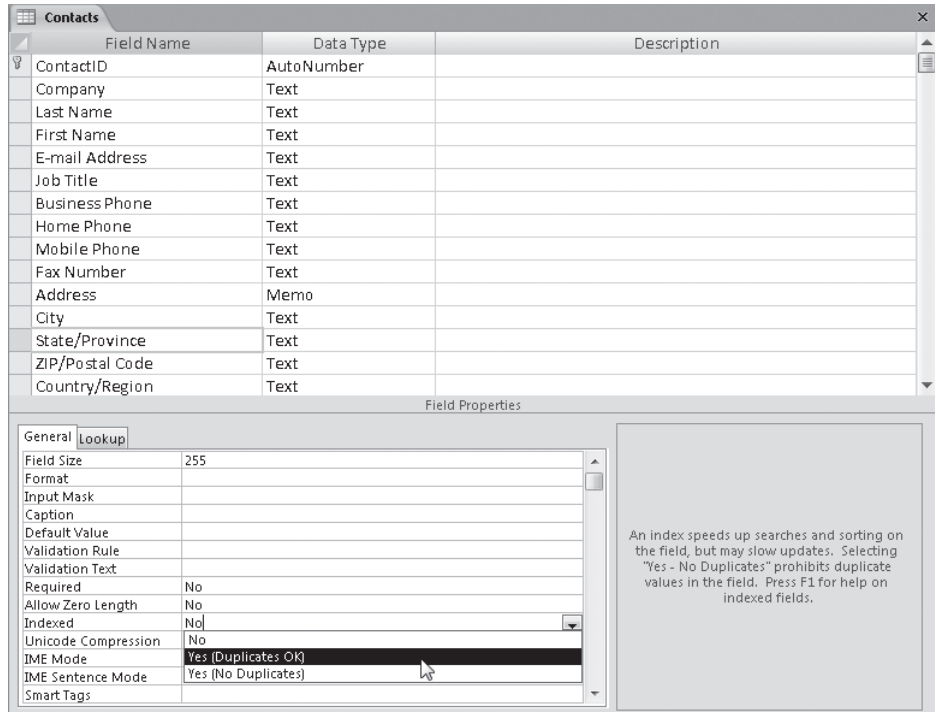 Contacts
Field Name Data Type Description
ContactID AutoNumber
Company Text
Last Name Text
First Name Text
E-mail Address Text
Job Title Text
Business Phone Text
Home Phone Text
Mobile Phone Text
Fax Number Text
Address Memo
City Text
State/Province Text
ZIP/Postal Code Text
Country/Region Text
Field Properties
General Lookup
Field Size 255
Format
Input Mask
Caption
Default Value
Validation Rule
Validation Text
Required No
Allow Zero Length No
Indexed No
Unicode Compression No
IME Mode Yes (Duplicates OK)
IME Sentence Mode Yes (No Duplicates)
Smart Tags
An index speeds up searches and sorting on
the field, but may slow updates. Selecting
"Yes - No Duplicates" prohibits duplicate
values in the field. Press F1 for help on
indexed fields.